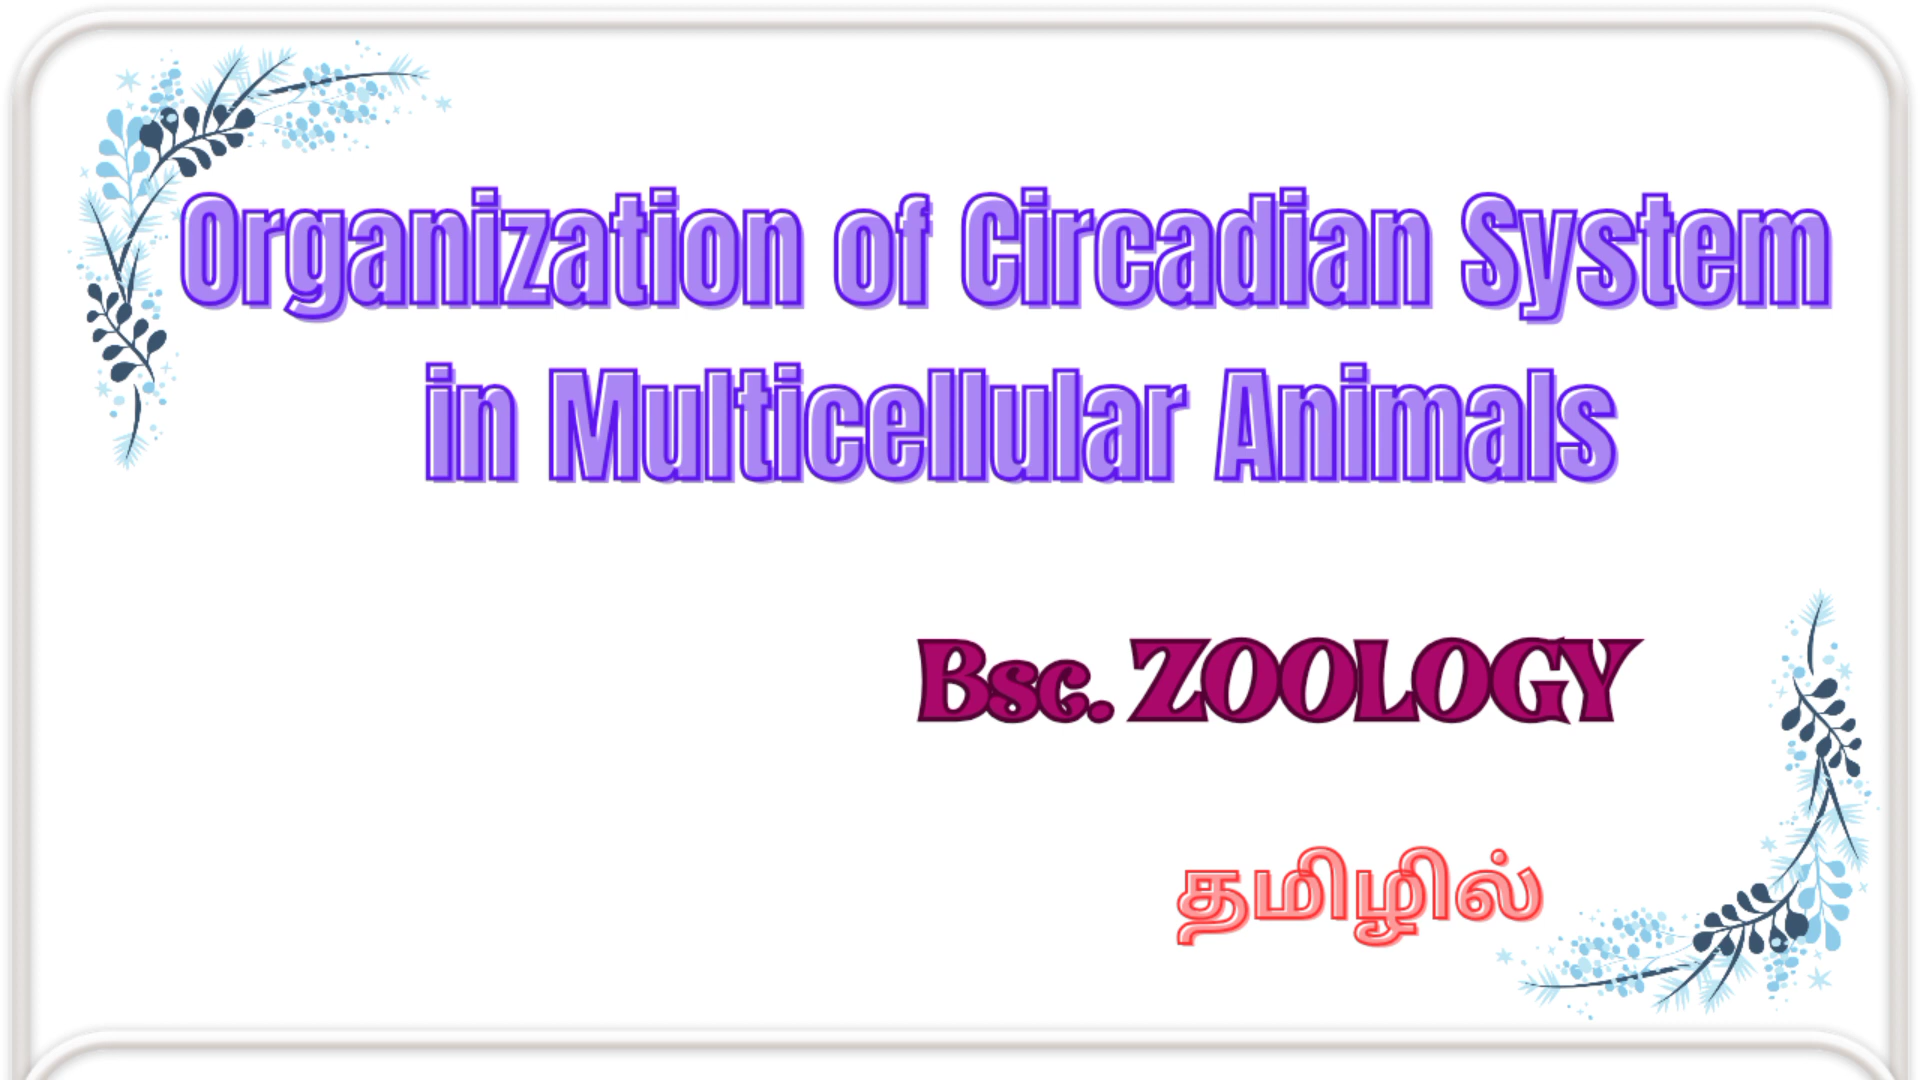 Organization of Circadian System
in Multicellular Animals
Bsc. ZOOLOGY
தமிழில்